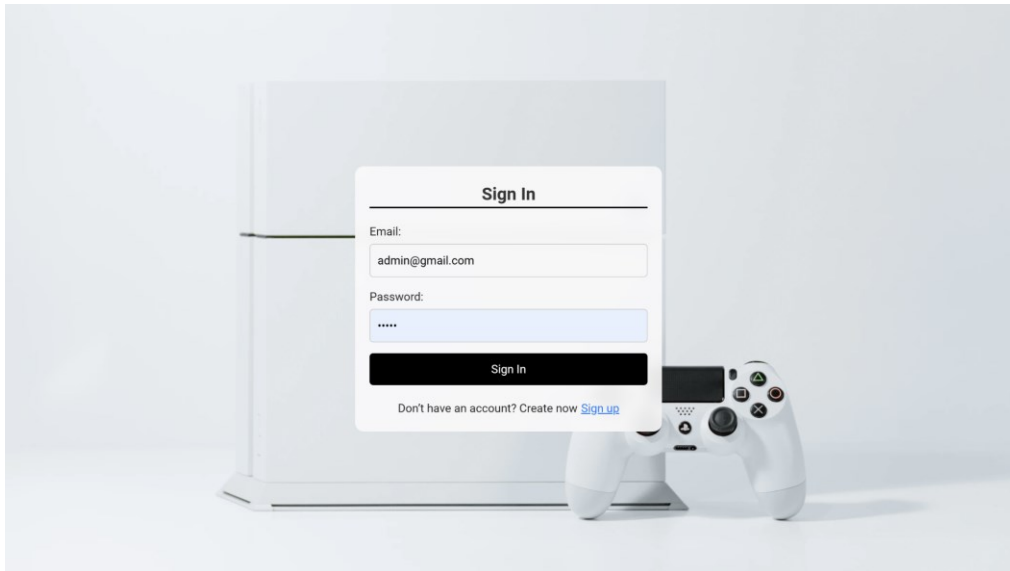 Sign In
Email:
admin@gmail.com
Password:
•••••
Sign In
Don't have an account? Create now Sign up